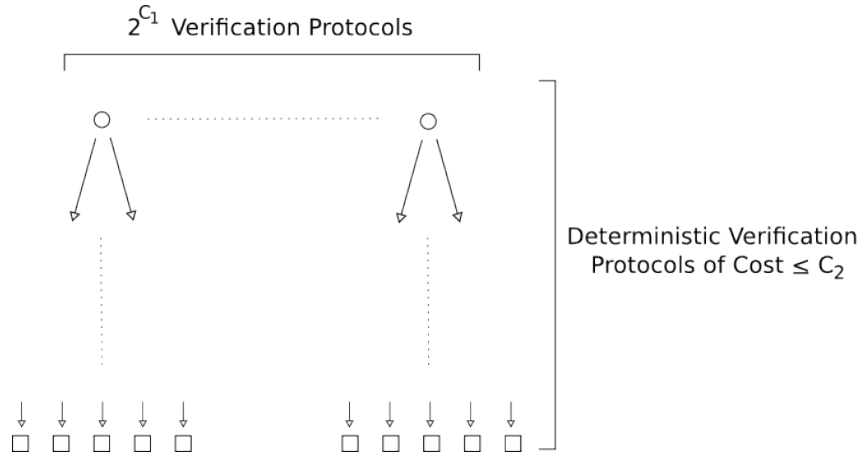 2^C₁ Verification Protocols
Deterministic Verification
Protocols of Cost ≤ C₂